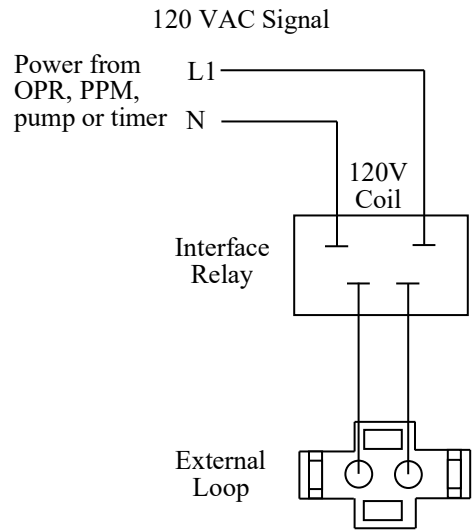 120 VAC Signal
Power from
OPR, PPM,
pump or timer
L1
N
120V
Coil
Interface
Relay
External
Loop